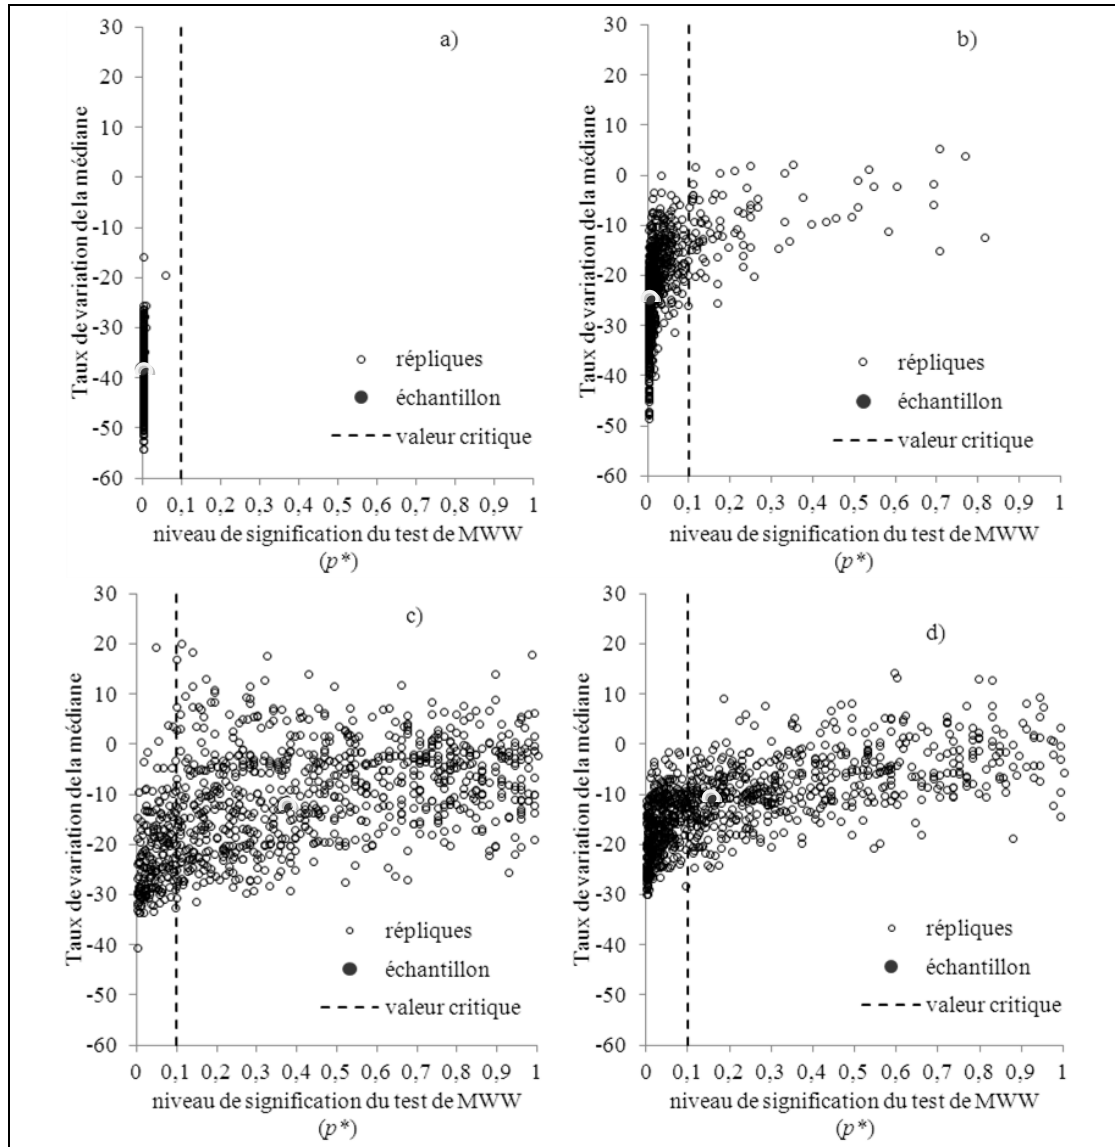 a)
Taux de variation de la médiane
30
20
10
0
-10
-20
-30
-40
-50
-60
répliques
échantillon
valeur critique
0 0,1 0,2 0,3 0,4 0,5 0,6 0,7 0,8 0,9 1
niveau de signification du test de MWW
(p*)
b)
Taux de variation de la médiane
30
20
10
0
-10
-20
-30
-40
-50
-60
répliques
échantillon
valeur critique
0 0,1 0,2 0,3 0,4 0,5 0,6 0,7 0,8 0,9 1
niveau de signification du test de MWW
(p*)
c)
Taux de variation de la médiane
30
20
10
0
-10
-20
-30
-40
-50
-60
répliques
échantillon
valeur critique
0 0,1 0,2 0,3 0,4 0,5 0,6 0,7 0,8 0,9 1
niveau de signification du test de MWW
(p*)
d)
Taux de variation de la médiane
30
20
10
0
-10
-20
-30
-40
-50
-60
répliques
échantillon
valeur critique
0 0,1 0,2 0,3 0,4 0,5 0,6 0,7 0,8 0,9 1
niveau de signification du test de MWW
(p*)